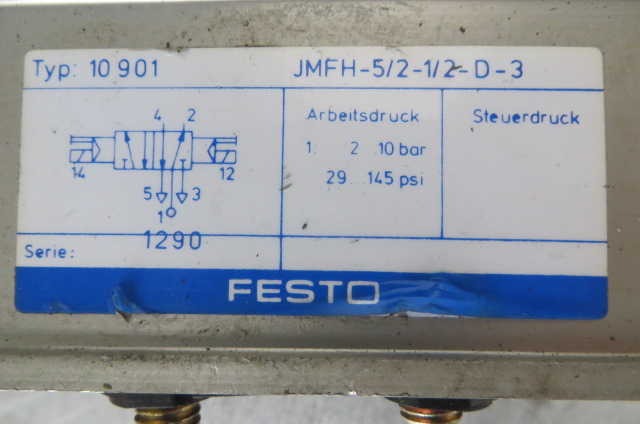 Typ: 10 901 JMFH-5/2-1/2-D-3
Arbeitsdruck Steuerdruck
4 2
1. 2 ...10 bar
14 12
29...145 psi
5 3
1
Serie: 1290
FESTO